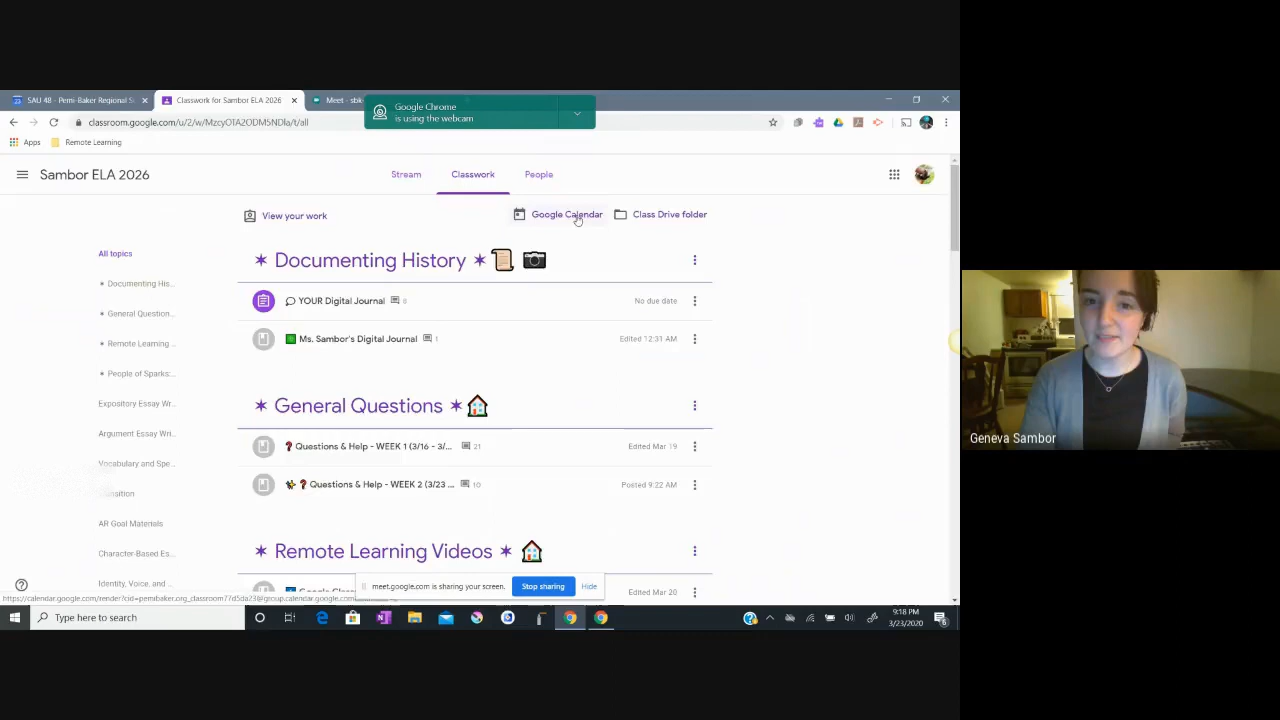 SAU 48 - Pemi-Baker Regional S
Classwork for Sambor ELA 2026
Meet - sbk
Google Chrome
is using the webcam
classroom.google.com/u/2/w/MzcyOTA2ODM5NDla/t/all
Apps
Remote Learning
Sambor ELA 2026
Stream
Classwork
People
View your work
Google Calendar
Class Drive folder
All topics
✶ Documenting His...
✶ General Question...
✶ Remote Learning ...
✶ People of Sparks:...
Expository Essay Wr...
Argument Essay Wri...
Vocabulary and Spe...
AR Goal Materials
Character-Based Es...
Identity, Voice, and ...
✶ Documenting History ✶
YOUR Digital Journal 0
No due date
Ms. Sambor's Digital Journal 1
Edited 12:31 AM
✶ General Questions ✶
Questions & Help - WEEK 1 (3/16 - 3/... 21
Edited Mar 19
Questions & Help - WEEK 2 (3/23 ... 10
Posted 9:22 AM
✶ Remote Learning Videos ✶
Edited Mar 20
meet.google.com is sharing your screen.
Stop sharing
Hide
Type here to search
9:18 PM
3/23/2020
6
Geneva Sambor